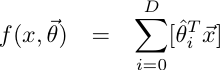 f(x, \vec{\theta}) = \sum_{i=0}^{D} [\hat{\theta}_i^T \vec{x}]